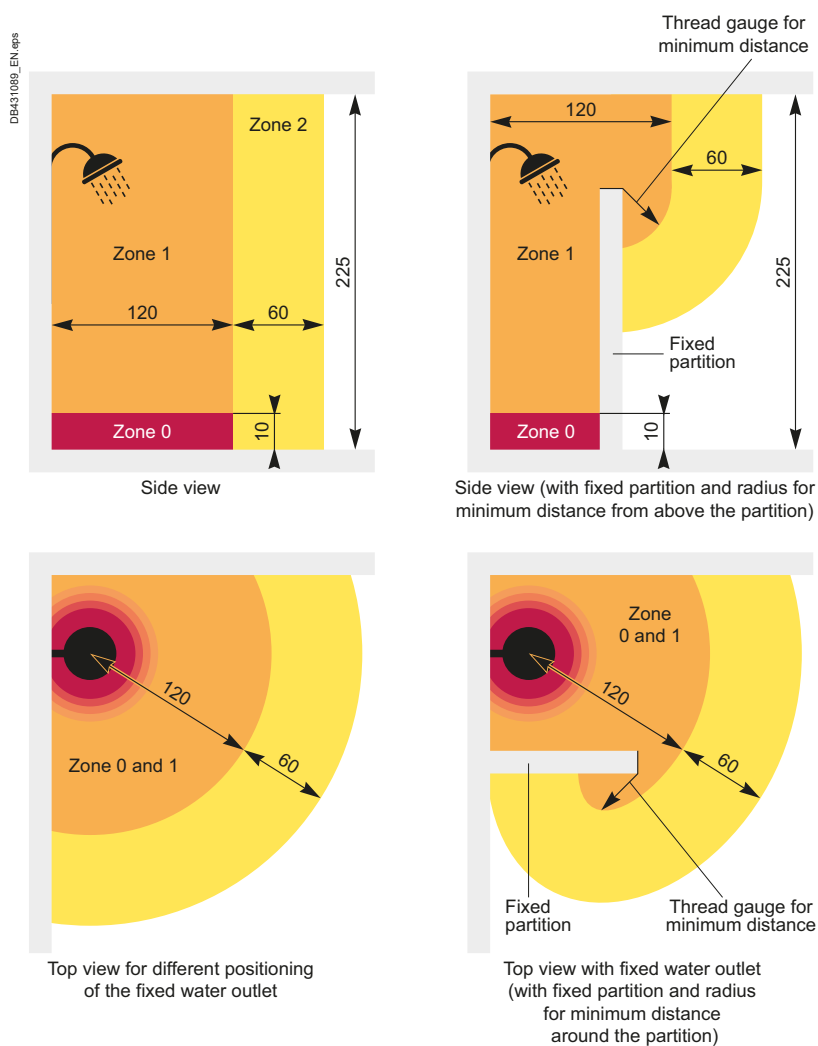 DB431089_EN.eps
Thread gauge for
minimum distance
Zone 2
Zone 1
120
60
225
Zone 0
10
Side view
120
60
Zone 1
225
Fixed
partition
Zone 0
10
Side view (with fixed partition and radius for
minimum distance from above the partition)
120
60
Zone 0 and 1
Top view for different positioning
of the fixed water outlet
Zone
0 and 1
120
60
Fixed
partition
Thread gauge for
minimum distance
Top view with fixed water outlet
(with fixed partition and radius
for minimum distance
around the partition)